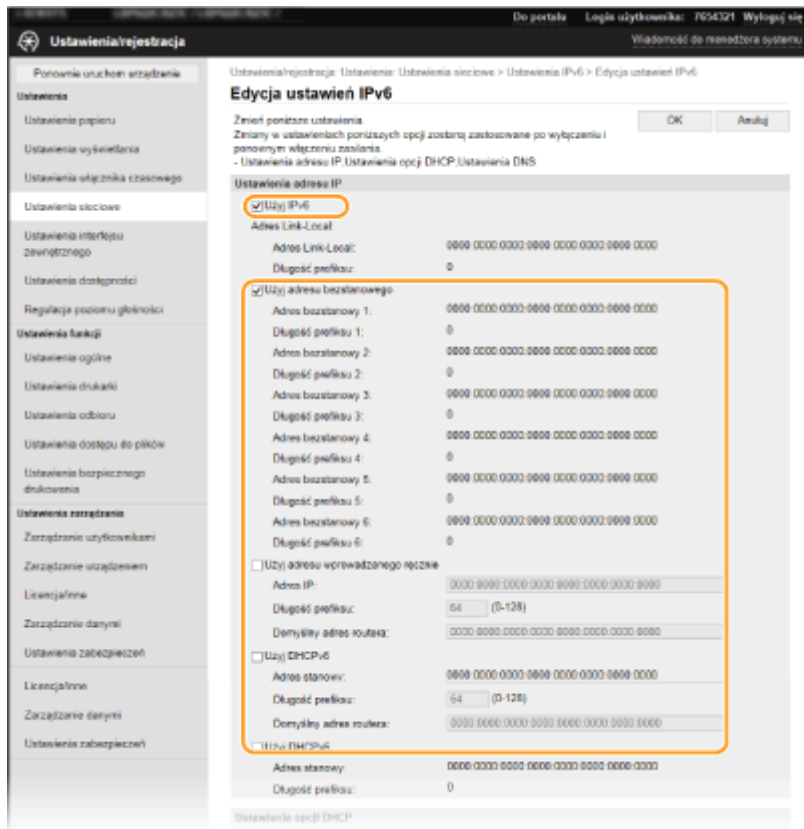 Do portalu Login użytkownika: 7654321 Wyloguj się
Ustawienia/rejestracja
Wiadomość do menedżera systemu
Ponownie uruchom urządzenie
Ustawienia
Ustawienia papieru
Ustawienia wyświetlania
Ustawienia włącznika czasowego
Ustawienia sieciowe
Ustawienia interfejsu
zewnętrznego
Ustawienia dostępności
Regulacja poziomu głośności
Ustawienia funkcji
Ustawienia ogólne
Ustawienia drukarki
Ustawienia odbioru
Ustawienia dostępu do plików
Ustawienia bezpiecznego
drukowania
Ustawienia zarządzania
Zarządzanie użytkownikami
Zarządzanie urządzeniem
Licencja/inne
Zarządzanie danymi
Ustawienia zabezpieczeń
Licencja/inne
Zarządzanie danymi
Ustawienia zabezpieczeń
Ustawienia/rejestracja: Ustawienia: Ustawienia sieciowe > Ustawienia IPv6 > Edycja ustawień IPv6
Edycja ustawień IPv6
Zmień poniższe ustawienia.
Zmiany w ustawieniach poniższych opcji zostaną zastosowane po wyłączeniu i
ponownym włączeniu zasilania.
- Ustawienia adresu IP,Ustawienia opcji DHCP,Ustawienia DNS
OK Anuluj
Ustawienia adresu IP
Użyj IPv6
Adres Link-Local
Adres Link-Local: 0000:0000:0000:0000:0000:0000:0000:0000
Długość prefiksu: 0
Użyj adresu bezstanowego
Adres bezstanowy 1: 0000:0000:0000:0000:0000:0000:0000:0000
Długość prefiksu 1: 0
Adres bezstanowy 2: 0000:0000:0000:0000:0000:0000:0000:0000
Długość prefiksu 2: 0
Adres bezstanowy 3: 0000:0000:0000:0000:0000:0000:0000:0000
Długość prefiksu 3: 0
Adres bezstanowy 4: 0000:0000:0000:0000:0000:0000:0000:0000
Długość prefiksu 4: 0
Adres bezstanowy 5: 0000:0000:0000:0000:0000:0000:0000:0000
Długość prefiksu 5: 0
Adres bezstanowy 6: 0000:0000:0000:0000:0000:0000:0000:0000
Długość prefiksu 6: 0
Użyj adresu wprowadzanego ręcznie
Adres IP: 0000:0000:0000:0000:0000:0000:0000:0000
Długość prefiksu: 64 (0-128)
Domyślny adres routera: 0000:0000:0000:0000:0000:0000:0000:0000
Użyj DHCPv6
Adres stanowy: 0000:0000:0000:0000:0000:0000:0000:0000
Długość prefiksu: 64 (0-128)
Domyślny adres routera: 0000:0000:0000:0000:0000:0000:0000:0000
Użyj DHCPv6
Adres stanowy: 0000:0000:0000:0000:0000:0000:0000:0000
Długość prefiksu: 0
Ustawienia opcji DHCP